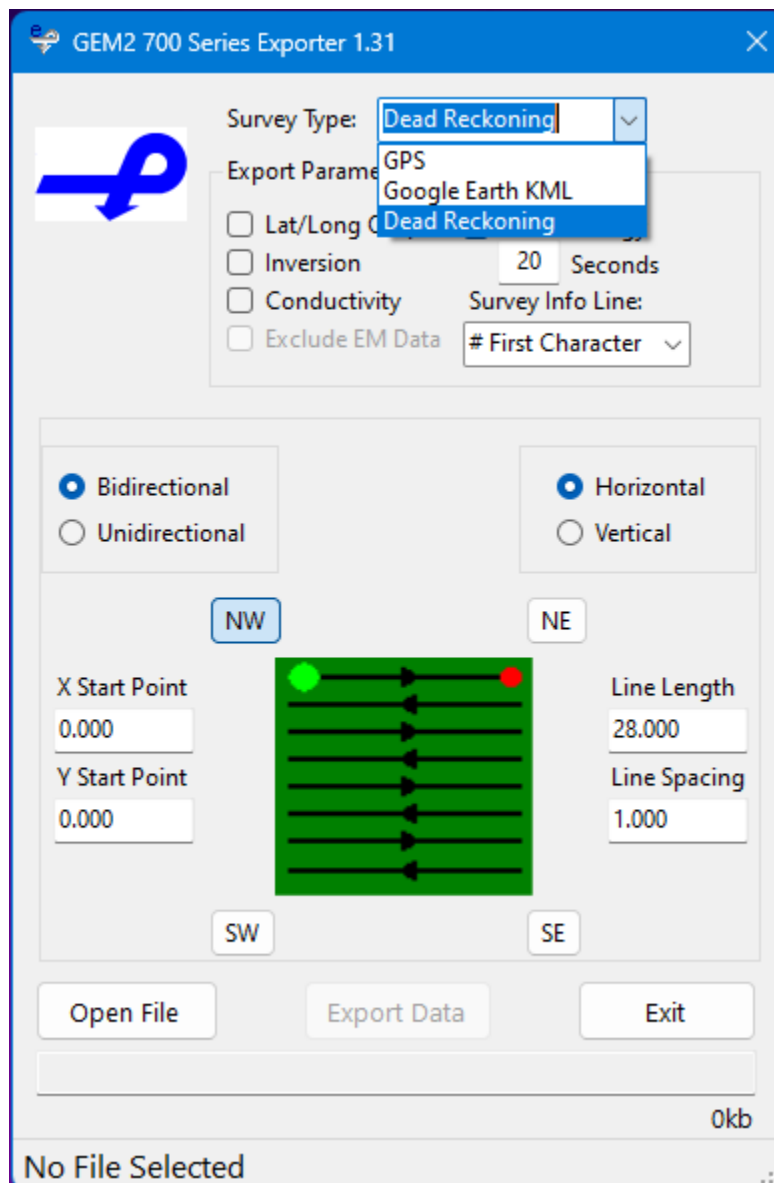 GEM2 700 Series Exporter 1.31
Survey Type: Dead Reckoning
GPS
Google Earth KML
Dead Reckoning
Export
Lat/Long
Inversion 20 Seconds
Conductivity Survey Info Line:
Exclude EM Data # First Character
Bidirectional Horizontal
Unidirectional Vertical
NW NE
X Start Point Line Length
0.000 28.000
Y Start Point Line Spacing
0.000 1.000
SW SE
Open File Export Data Exit
0kb
No File Selected